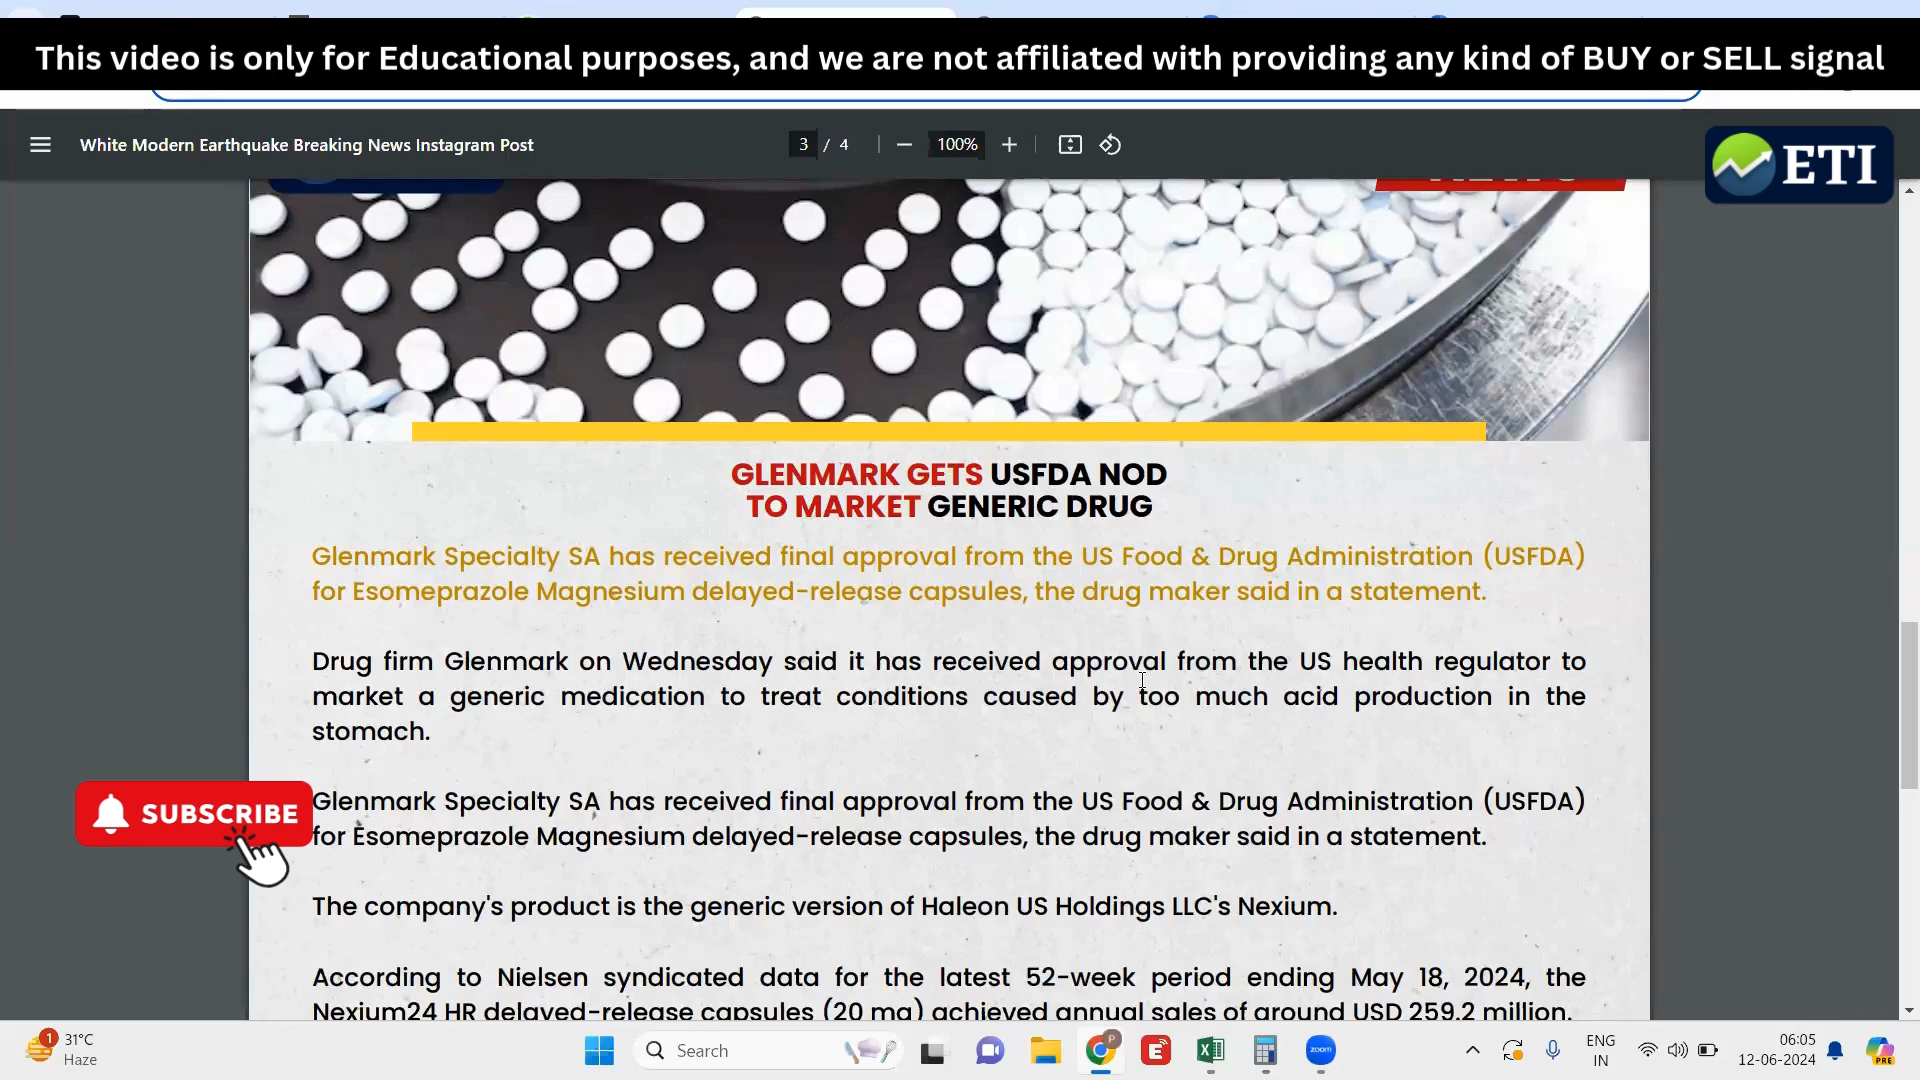 This video is only for Educational purposes, and we are not affiliated with providing any kind of BUY or SELL signal
White Modern Earthquake Breaking News Instagram Post
3 / 4
100%
ETI
GLENMARK GETS USFDA NOD
TO MARKET GENERIC DRUG
Glenmark Specialty SA has received final approval from the US Food & Drug Administration (USFDA)
for Esomeprazole Magnesium delayed-release capsules, the drug maker said in a statement.
Drug firm Glenmark on Wednesday said it has received approval from the US health regulator to
market a generic medication to treat conditions caused by too much acid production in the
stomach.
SUBSCRIBE
Glenmark Specialty SA has received final approval from the US Food & Drug Administration (USFDA)
for Esomeprazole Magnesium delayed-release capsules, the drug maker said in a statement.
The company's product is the generic version of Haleon US Holdings LLC's Nexium.
According to Nielsen syndicated data for the latest 52-week period ending May 18, 2024, the
Nexium24 HR delayed-release capsules (20 mg) achieved annual sales of around USD 259.2 million.
1
31°C
Haze
Search
P
E
zoom
ENG
IN
06:05
12-06-2024
PRE